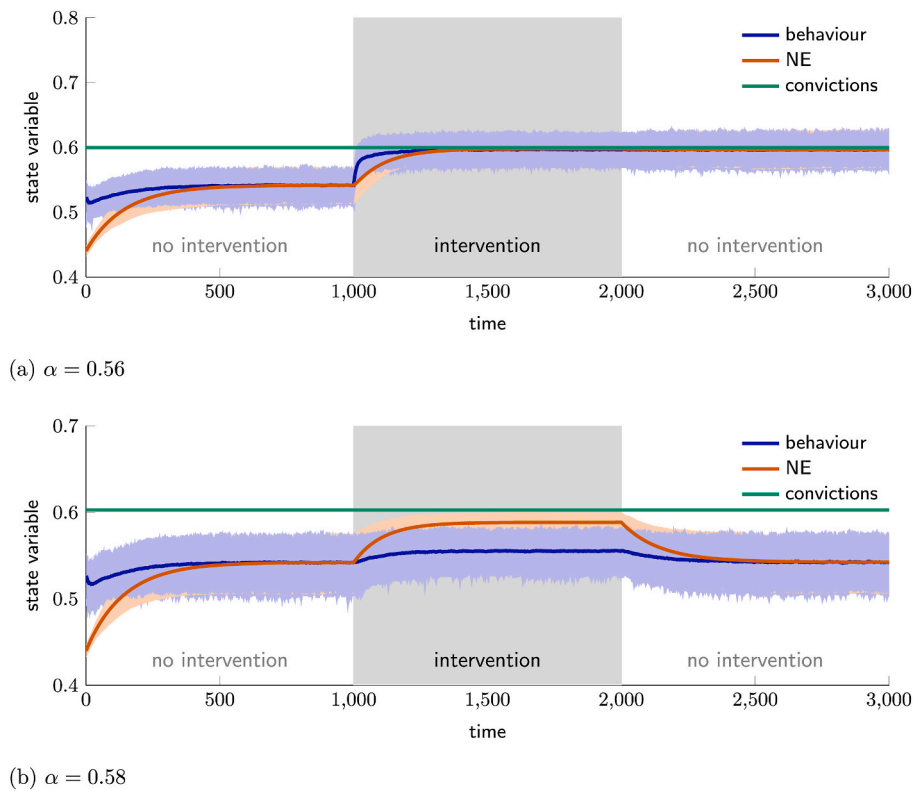 0.8
0.7
0.6
0.5
0.4
state variable
behaviour
NE
convictions
no intervention
intervention
no intervention
0
500
1,000
1,500
2,000
2,500
3,000
time
(a) α = 0.56
0.7
0.6
0.5
0.4
state variable
behaviour
NE
convictions
no intervention
intervention
no intervention
0
500
1,000
1,500
2,000
2,500
3,000
time
(b) α = 0.58